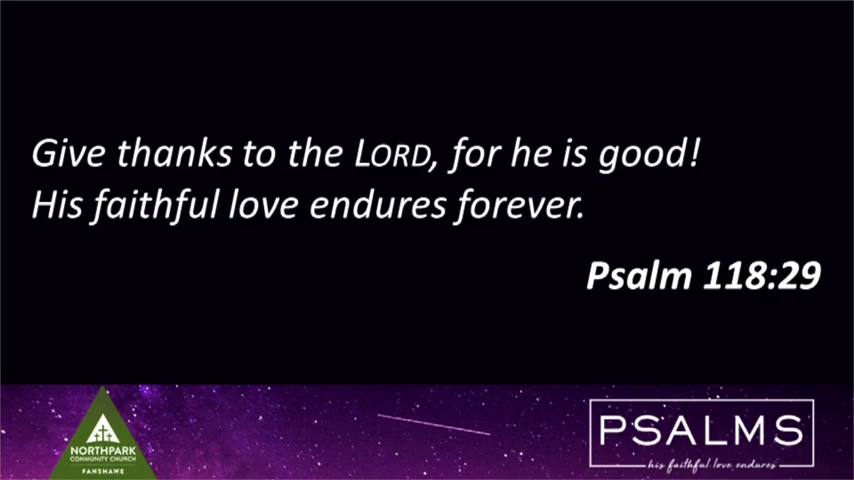 Give thanks to the LORD, for he is good!
His faithful love endures forever.
Psalm 118:29
NORTHPARK
COMMUNITY CHURCH
FANSHAWE
PSALMS
his faithful love endures